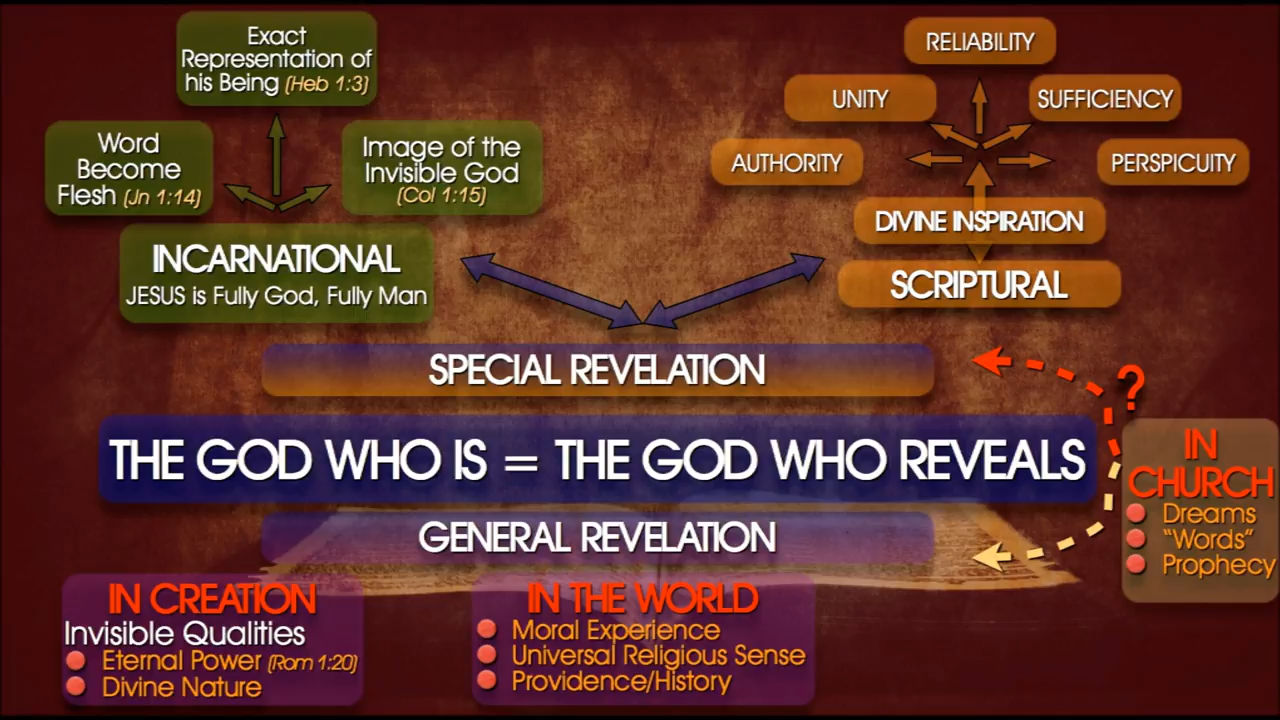 Exact
Representation of
his Being (Heb 1:3)
Word
Become
Flesh (Jn 1:14)
Image of the
Invisible God
(Col 1:15)
INCARNATIONAL
JESUS is Fully God, Fully Man
RELIABILITY
UNITY
SUFFICIENCY
AUTHORITY
PERSPICUITY
DIVINE INSPIRATION
SCRIPTURAL
SPECIAL REVELATION
THE GOD WHO IS = THE GOD WHO REVEALS
GENERAL REVELATION
?
IN
CHURCH
Dreams
"Words"
Prophecy
IN CREATION
Invisible Qualities
Eternal Power (Rom 1:20)
Divine Nature
IN THE WORLD
Moral Experience
Universal Religious Sense
Providence/History